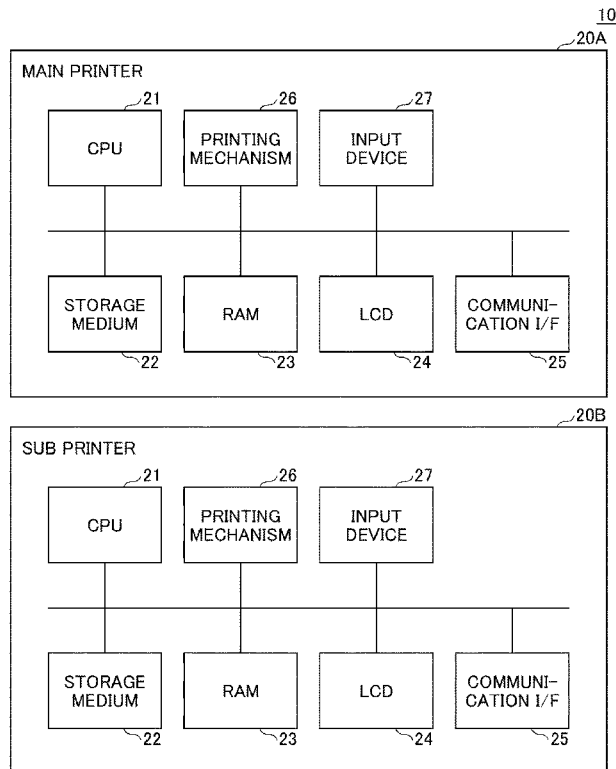 10
20A
MAIN PRINTER
21
26
27
CPU
PRINTING
MECHANISM
INPUT
DEVICE
STORAGE
MEDIUM
RAM
LCD
COMMUNI-
CATION I/F
22
23
24
25
20B
SUB PRINTER
21
26
27
CPU
PRINTING
MECHANISM
INPUT
DEVICE
STORAGE
MEDIUM
RAM
LCD
COMMUNI-
CATION I/F
22
23
24
25